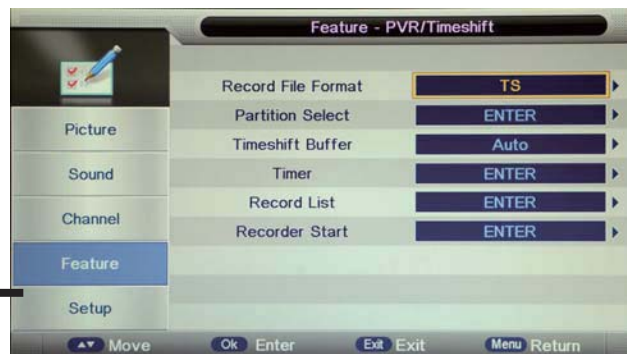 Feature - PVR/Timeshift
Picture
Sound
Channel
Feature
Setup
Record File Format TS
Partition Select ENTER
Timeshift Buffer Auto
Timer ENTER
Record List ENTER
Recorder Start ENTER
Move Ok Enter Exit Exit Menu Return